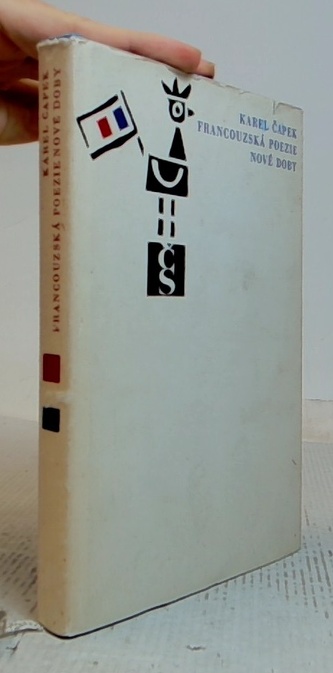 KAREL ČAPEK
FRANCOUZSKÁ POEZIE
NOVÉ DOBY
ČS
KAREL ČAPEK
FRANCOUZSKÁ POEZIE NOVÉ DOBY